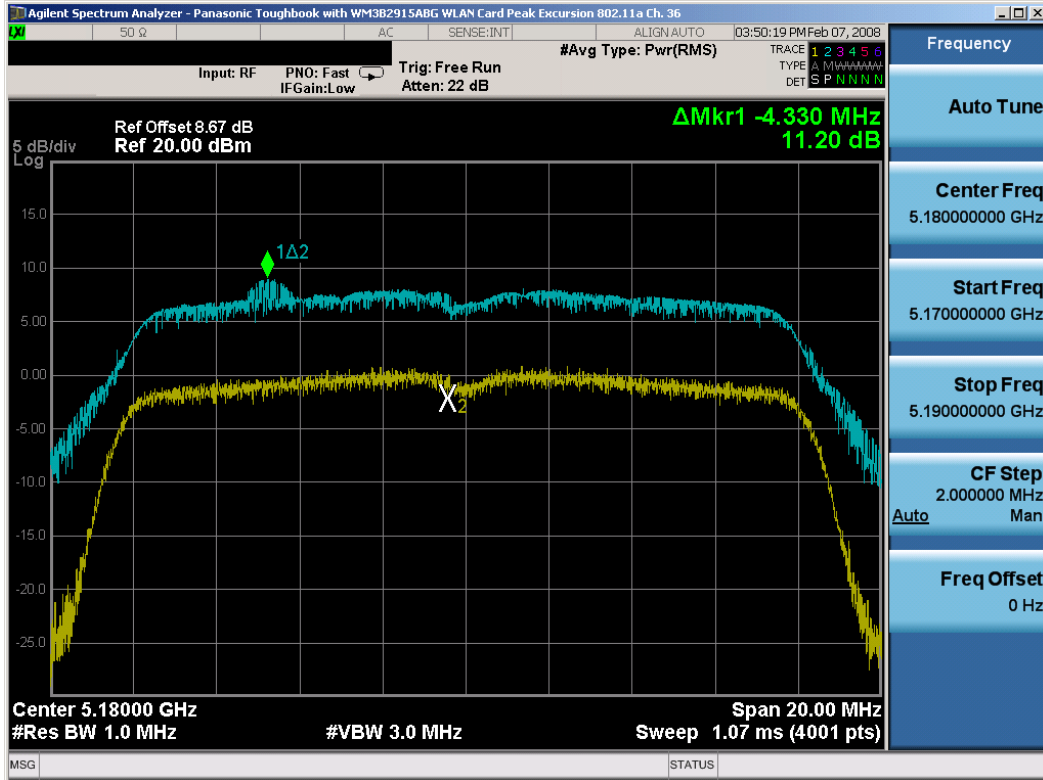 Agilent Spectrum Analyzer - Panasonic Toughbook with WM3B2915ABG WLAN Card Peak Excursion 802.11a Ch. 36
LXI 50 Ω AC SENSE:INT ALIGN AUTO 03:50:19 PM Feb 07, 2008
#Avg Type: Pwr(RMS)
TRACE 1 2 3 4 5 6
TYPE A M W W W W W
DET S P N N N N
Input: RF PNO: Fast Trig: Free Run
IFGain:Low Atten: 22 dB
Frequency
Auto Tune
Center Freq
5.180000000 GHz
Start Freq
5.170000000 GHz
Stop Freq
5.190000000 GHz
CF Step
2.000000 MHz
Auto Man
Freq Offset
0 Hz
ΔMkr1 -4.330 MHz
11.20 dB
Ref Offset 8.67 dB
5 dB/div Ref 20.00 dBm
Log
15.0
10.0
5.00
0.00
-5.00
-10.0
-15.0
-20.0
-25.0
1Δ2
X2
Center 5.18000 GHz Span 20.00 MHz
#Res BW 1.0 MHz #VBW 3.0 MHz Sweep 1.07 ms (4001 pts)
MSG STATUS